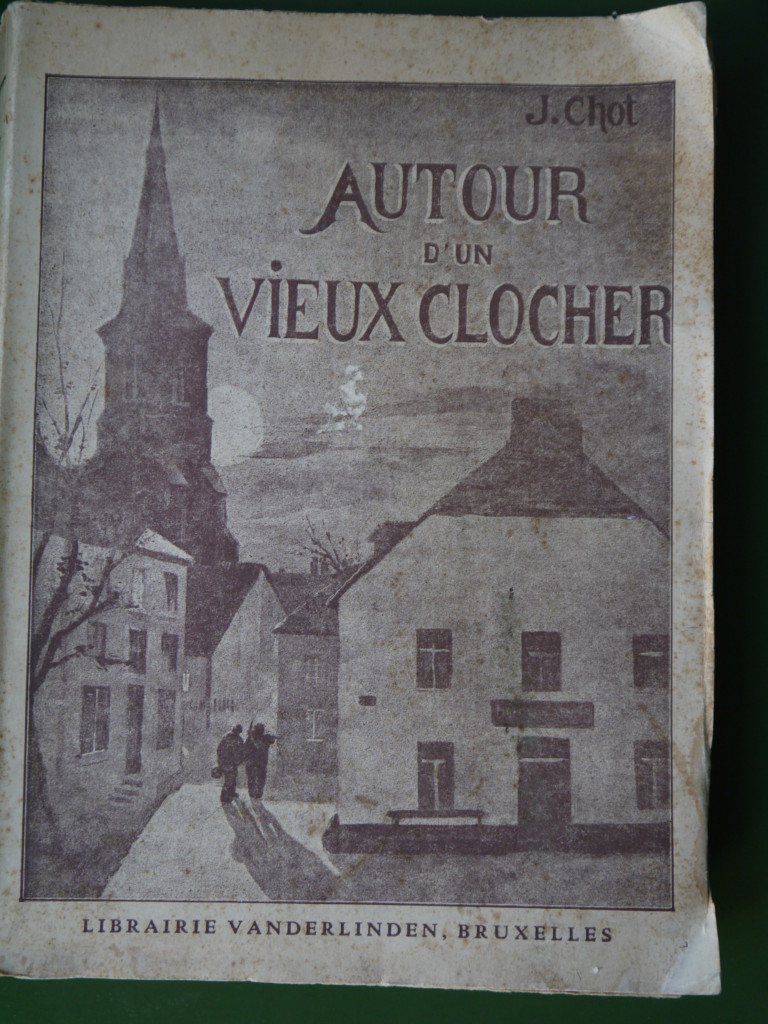 J. Chot
AUTOUR
D'UN
VIEUX CLOCHER
LIBRAIRIE VANDERLINDEN, BRUXELLES